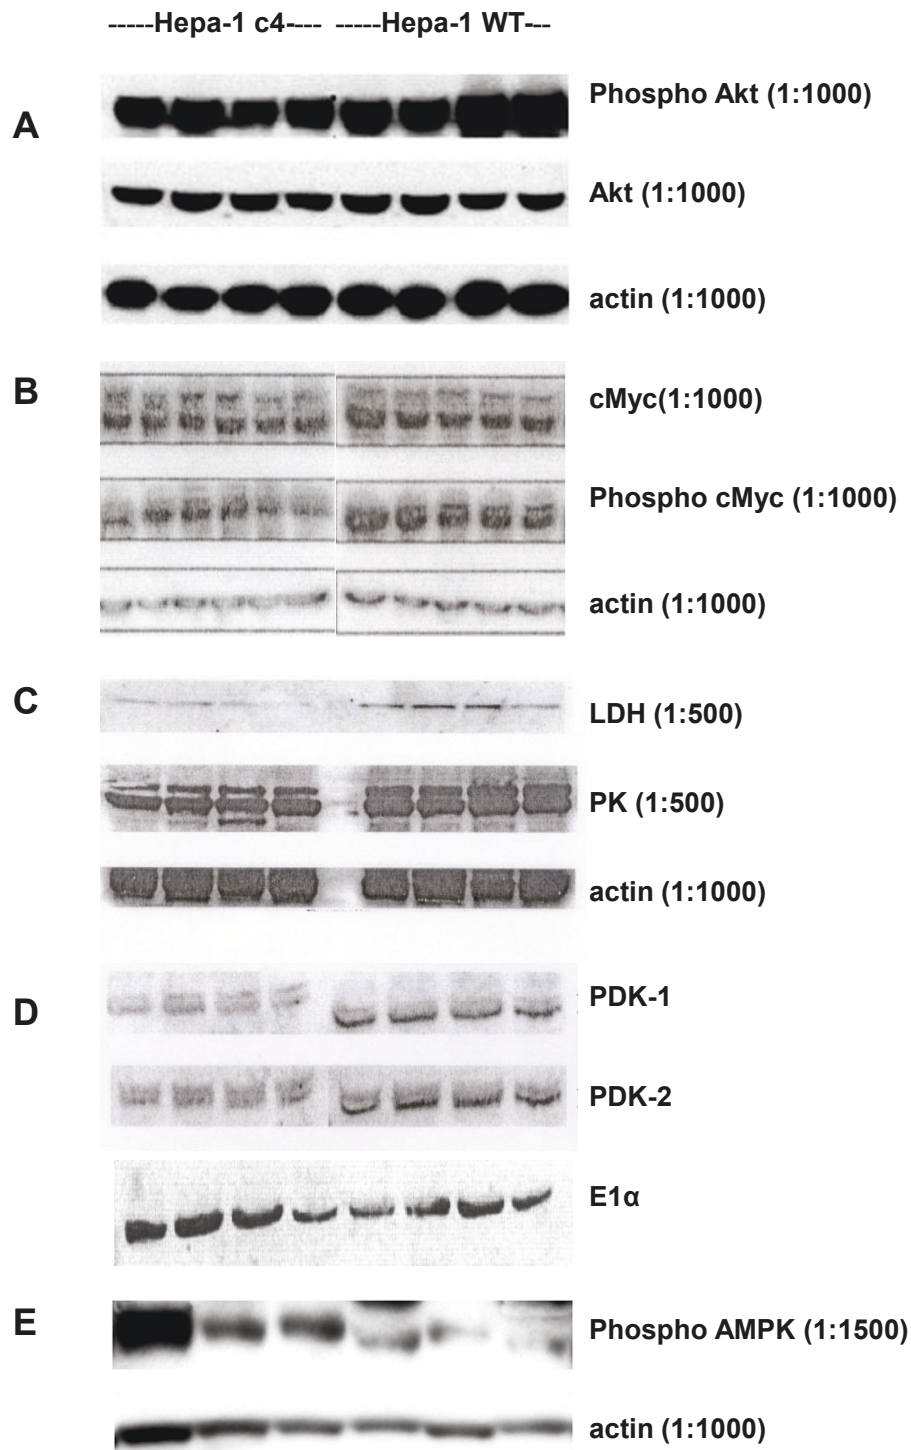 -----Hepa-1 c4---- -----Hepa-1 WT---
A
Phospho Akt (1:1000)
Akt (1:1000)
actin (1:1000)
B
cMyc(1:1000)
Phospho cMyc (1:1000)
actin (1:1000)
C
LDH (1:500)
PK (1:500)
actin (1:1000)
D
PDK-1
PDK-2
E1α
E
Phospho AMPK (1:1500)
actin (1:1000)